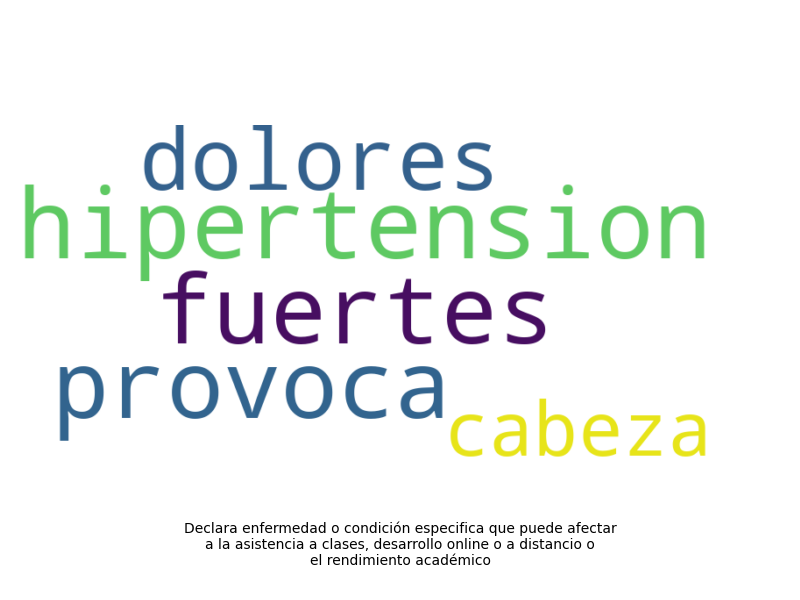 dolores
hipertension
fuertes
provoca
cabeza
Declara enfermedad o condición especifica que puede afectar
a la asistencia a clases, desarrollo online o a distancio o
el rendimiento académico